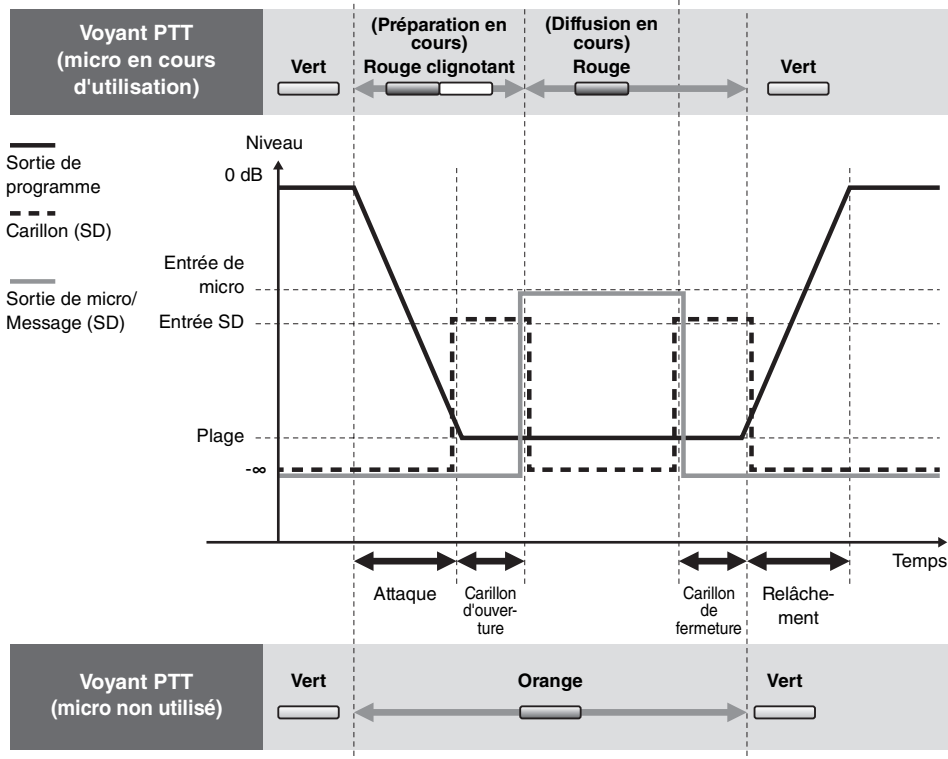 Voyant PTT
(micro en cours
d'utilisation)
Vert
(Préparation en
cours)
Rouge clignotant
(Diffusion en
cours)
Rouge
Vert
Sortie de
programme
Carillon (SD)
Sortie de micro/
Message (SD)
Niveau
0 dB
Entrée de
micro
Entrée SD
Plage
-∞
Temps
Attaque
Carillon
d'ouver-
ture
Carillon
de
fermeture
Relâche-
ment
Voyant PTT
(micro non utilisé)
Vert
Orange
Vert